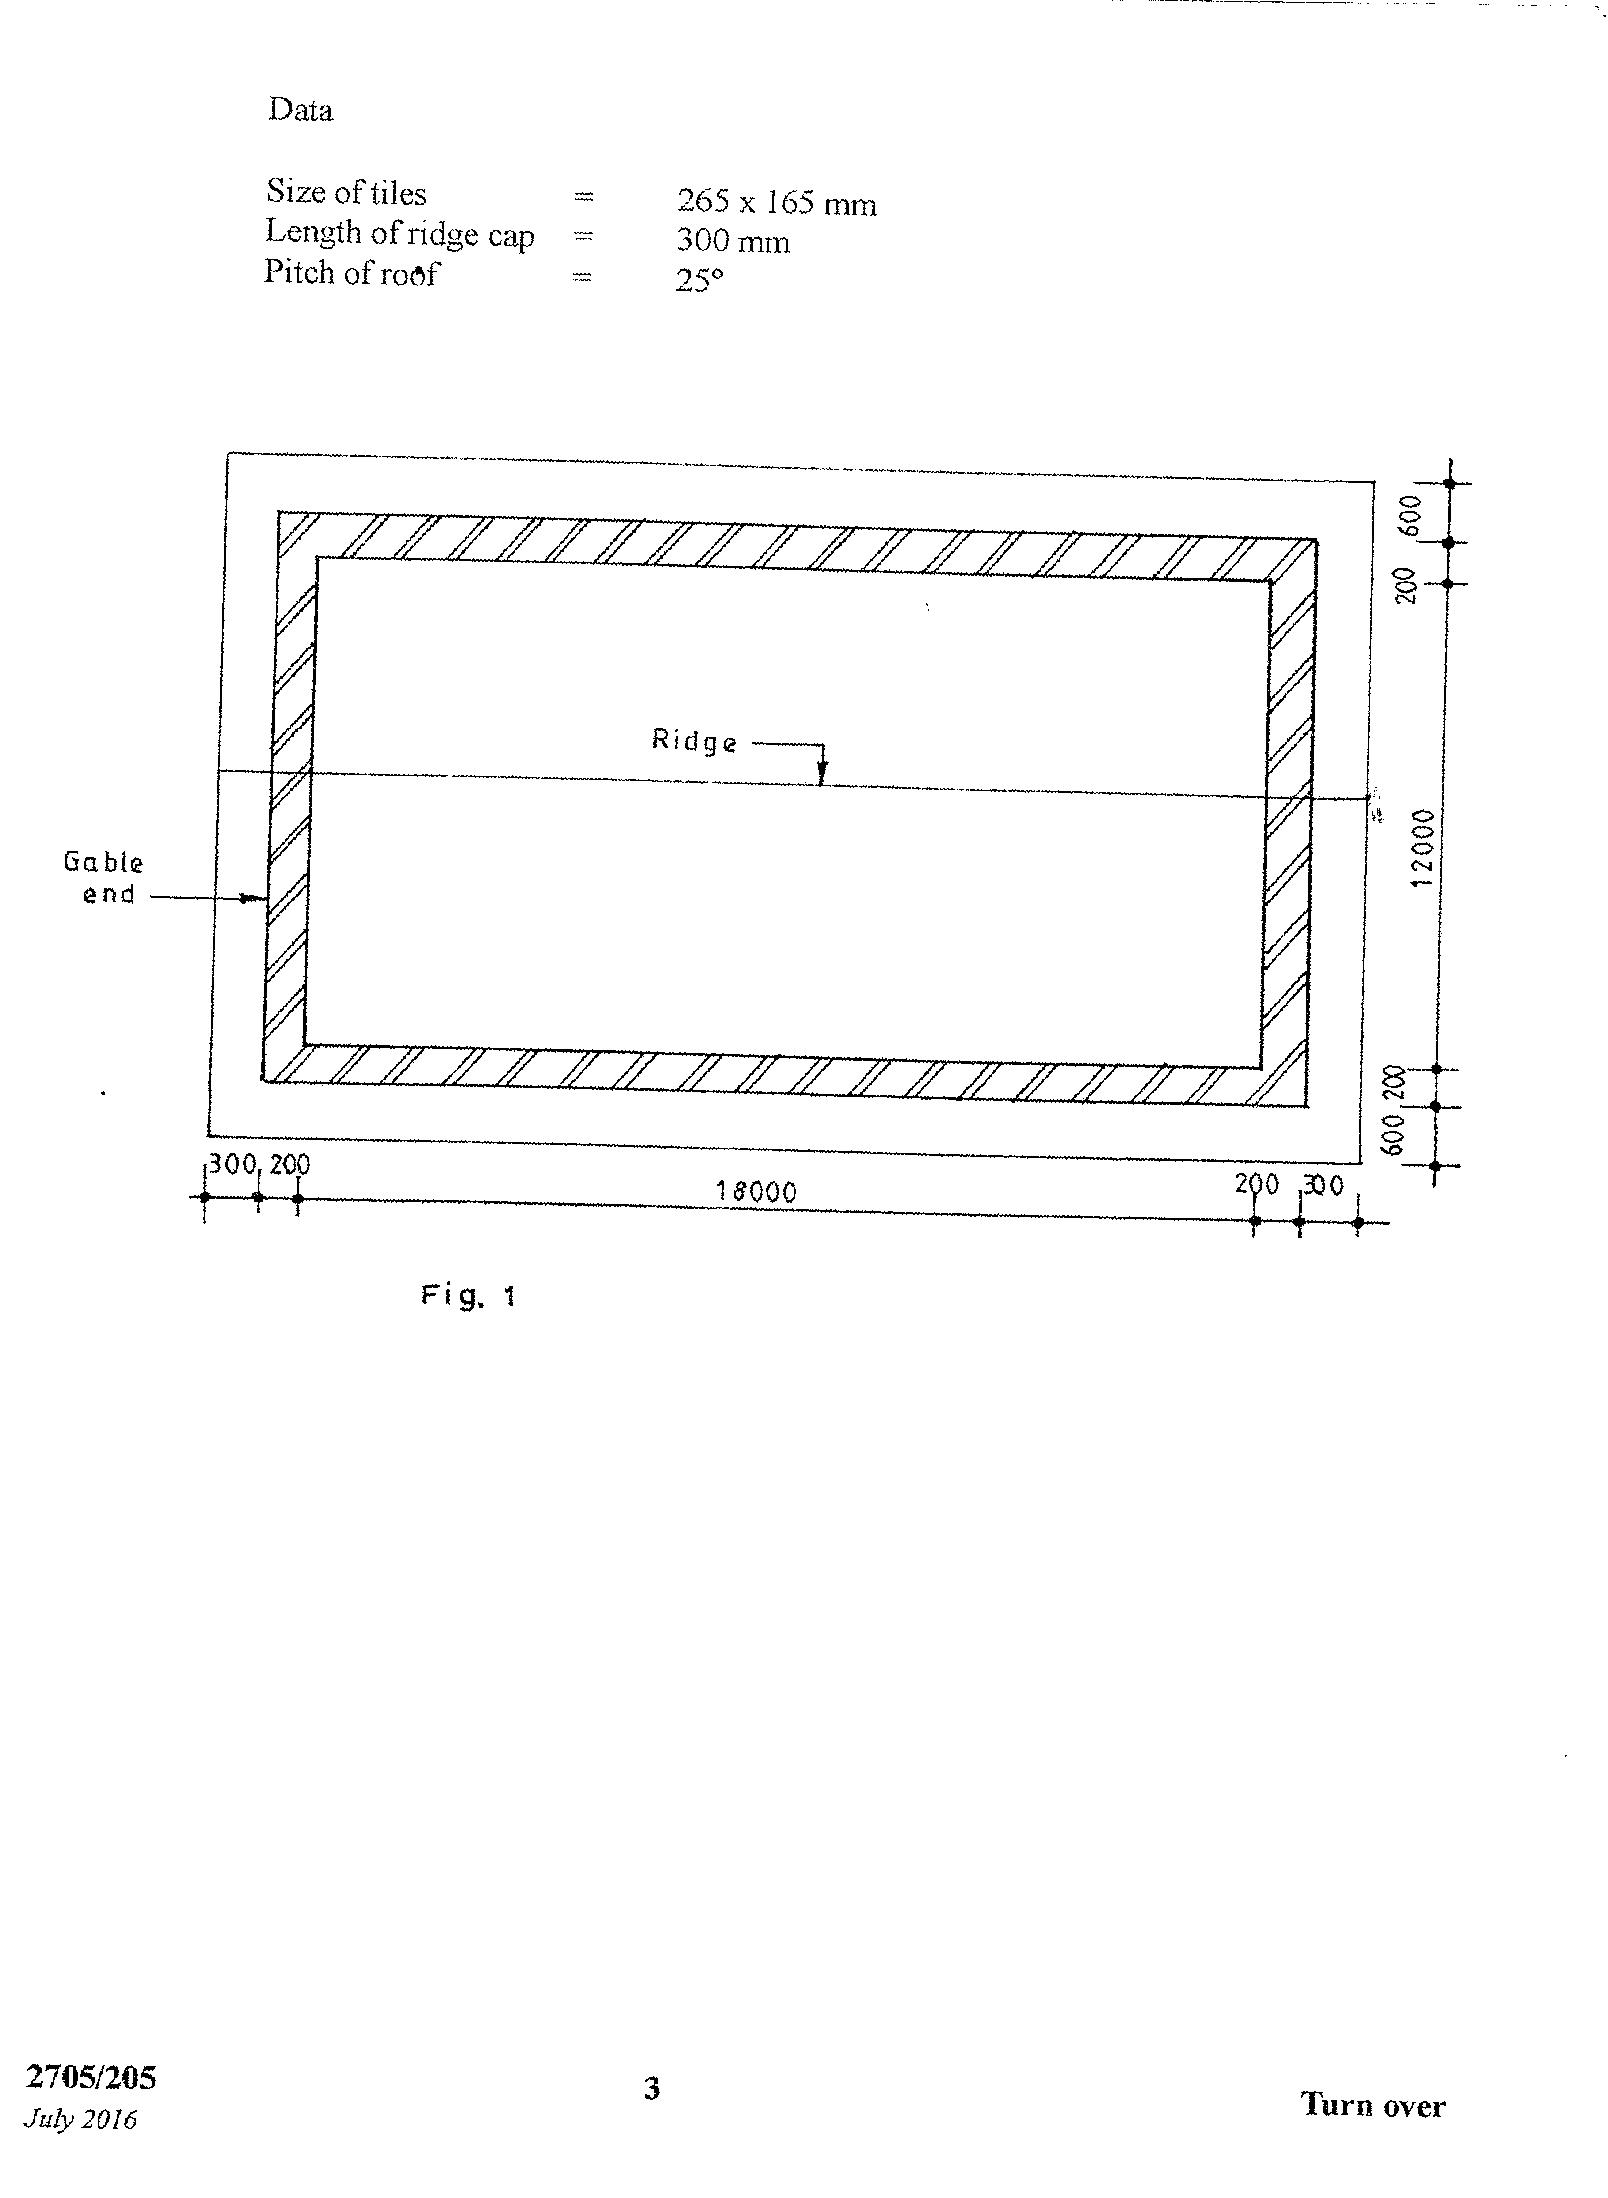 Data
Size of tiles = 265 x 165 mm
Length of ridge cap = 300 mm
Pitch of roof = 25°
600
200
Ridge
12000
Gable
end
200
600
300 200
18000
200 300
Fig. 1
2705/205
July 2016
3
Turn over